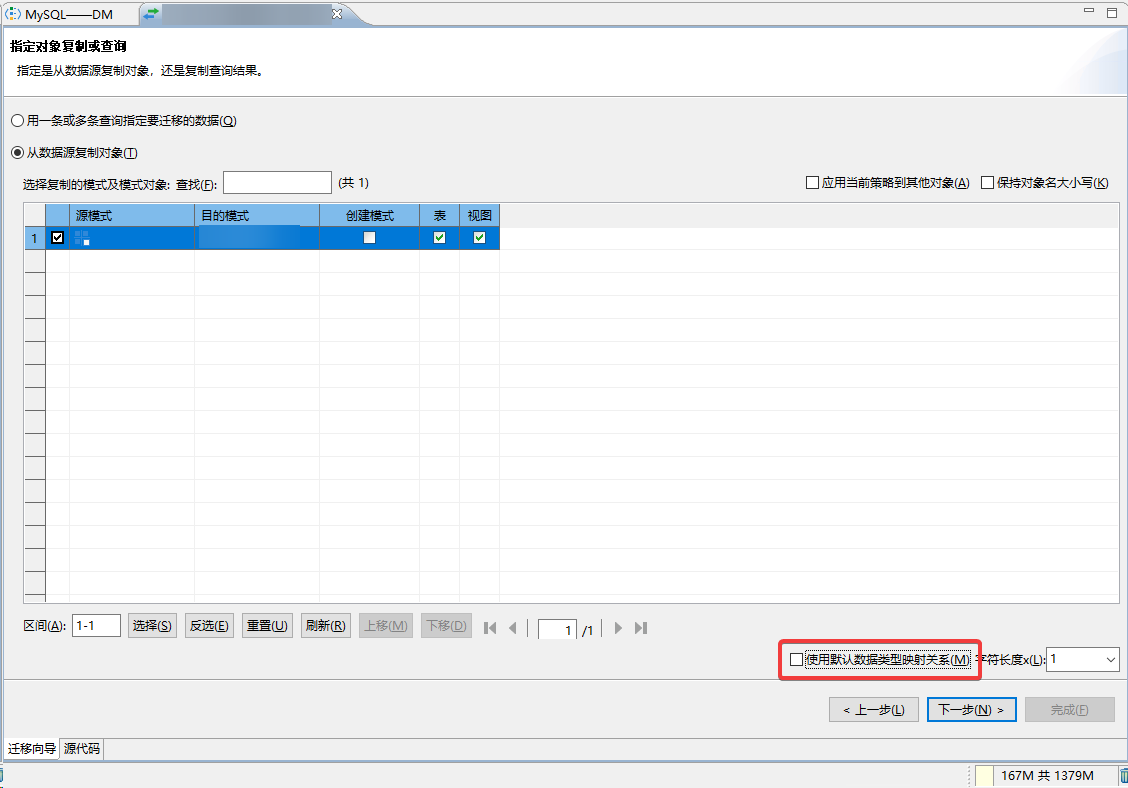 MySQL——DM
指定对象复制或查询
指定是从数据源复制对象，还是复制查询结果。
用一条或多条查询指定要迁移的数据(Q)
从数据源复制对象(T)
选择复制的模式及模式对象: 查找(F): (共 1) 应用当前策略到其他对象(A) 保持对象名大小写(K)
源模式 目的模式 创建模式 表 视图
1
区间(A): 1-1 选择(S) 反选(E) 重置(U) 刷新(R) 上移(M) 下移(D) 1 /1
使用默认数据类型映射关系(M) 字符长度x(L): 1
< 上一步(L) 下一步(N) > 完成(F)
迁移向导 源代码
167M 共 1379M